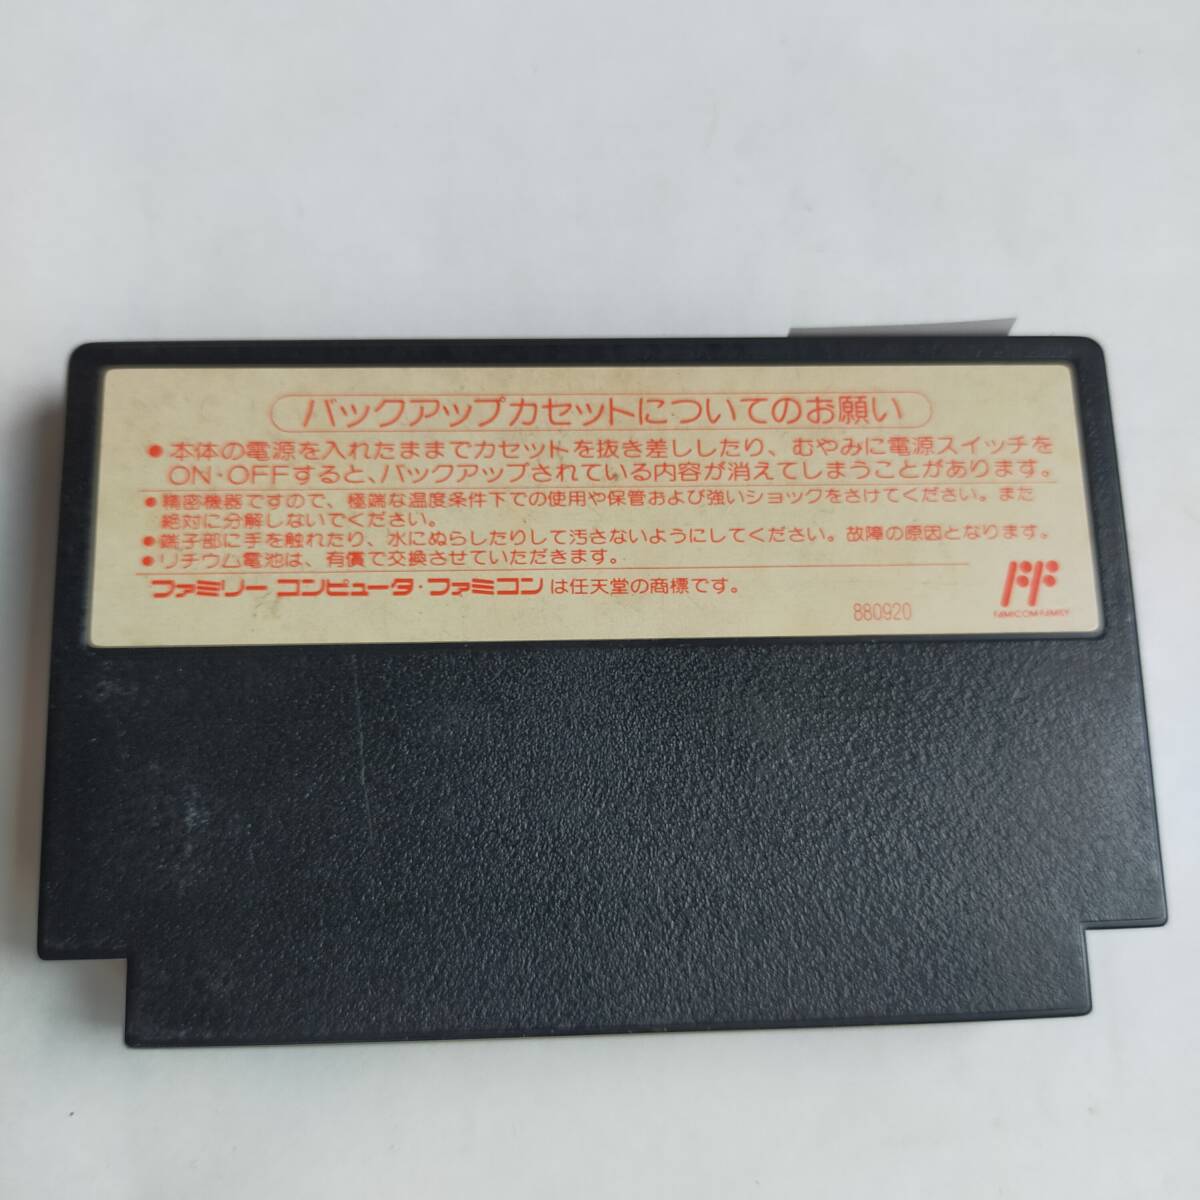 バックアップカセットについてのお願い
●本体の電源を入れたままでカセットを抜き差ししたり、むやみに電源スイッチを
ON・OFFすると、バックアップされている内容が消えてしまうことがあります。
●精密機器ですので、極端な温度条件下での使用や保管および強いショックをさけてください。また
絶対に分解しないでください。
●端子部に手を触れたり、水にぬらしたりして汚さないようにしてください。故障の原因となります。
●リチウム電池は、有償で交換させていただきます。
ファミリー コンピュータ・ファミコンは任天堂の商標です。
880920
FF
FAMICOM FAMILY